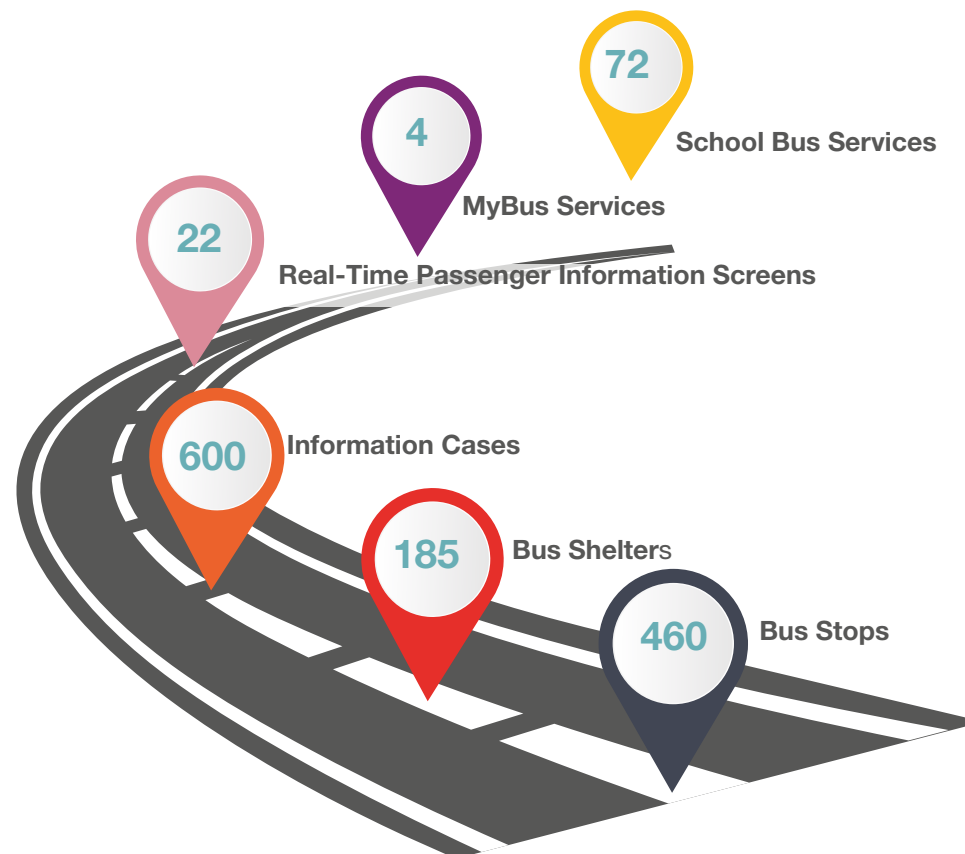 72
School Bus Services
4
MyBus Services
22
Real-Time Passenger Information Screens
600
Information Cases
185
Bus Shelters
460
Bus Stops